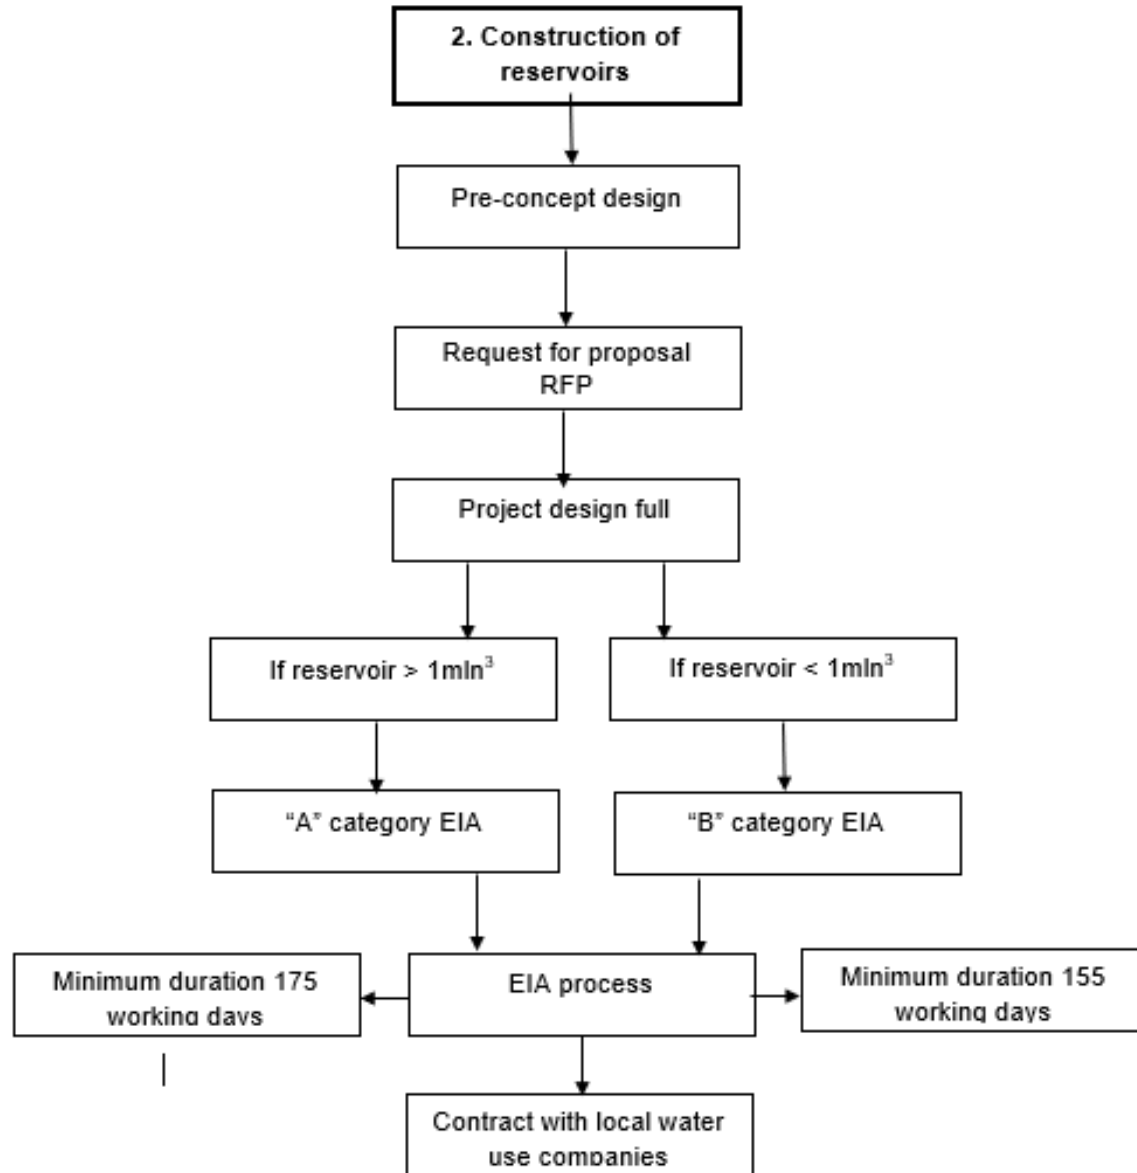 2. Construction of
reservoirs
Pre-concept design
Request for proposal
RFP
Project design full
If reservoir > 1mln³
If reservoir < 1mln³
“A” category EIA
“B” category EIA
Minimum duration 175
working days
EIA process
Minimum duration 155
working days
Contract with local water
use companies